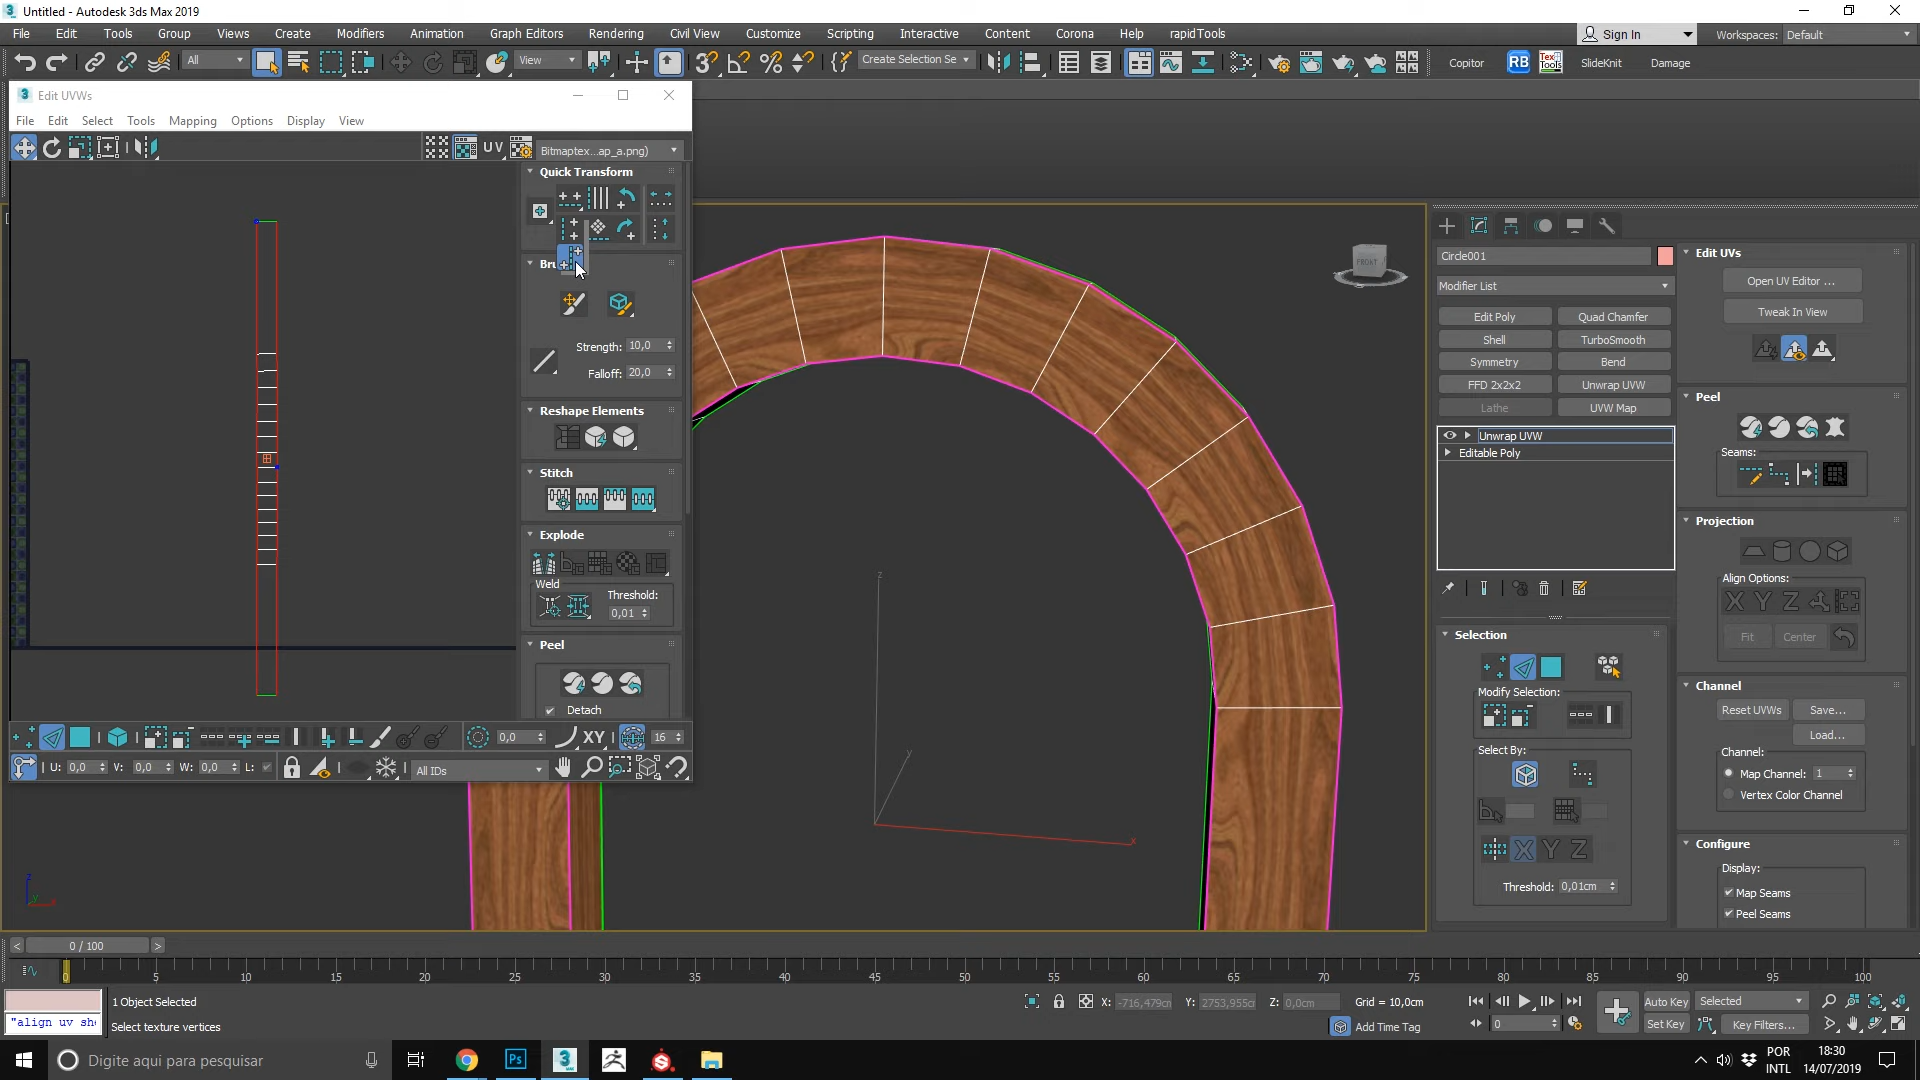 Untitled - Autodesk 3ds Max 2019
File Edit Tools Group Views Create Modifiers Animation Graph Editors Rendering Civil View Customize Scripting Interactive Content Corona Help rapidTools
Sign In Workspaces: Default
All View Create Selection Se Copitor RB SlideKnit Damage
Edit UVWs
File Edit Select Tools Mapping Options Display View
UV Bitmaptex...ap_a.png)
Quick Transform
Strength: 10,0
Falloff: 20,0
Reshape Elements
Stitch
Explode
Weld
Threshold:
0,01
Peel
Detach
0,0 XY 16
U: 0,0 V: 0,0 W: 0,0 L: All IDs
FRONT
z
y
x
Circle001
Modifier List
Edit Poly Quad Chamfer
Shell TurboSmooth
Symmetry Bend
FFD 2x2x2 Unwrap UVW
Lathe UVW Map
Unwrap UVW
Editable Poly
Selection
Modify Selection:
Select By:
X Y Z
Threshold: 0,01cm
Edit UVs
Open UV Editor ...
Tweak In View
Peel
Seams:
Projection
Align Options:
X Y Z
Fit Center
Channel
Reset UVWs Save...
Load...
Channel:
Map Channel: 1
Vertex Color Channel
Configure
Display:
Map Seams
Peel Seams
< 0 / 100 >
0 5 10 15 20 25 30 35 40 45 50 55 60 65 70 75 80 85 90 95 100
1 Object Selected X: -716,479cm Y: 2753,955cm Z: 0,0cm Grid = 10,0cm Auto Key Selected
"align uv she Select texture vertices Add Time Tag 0 Set Key Key Filters...
Digite aqui para pesquisar
Ps 3
POR
INTL
18:30
14/07/2019